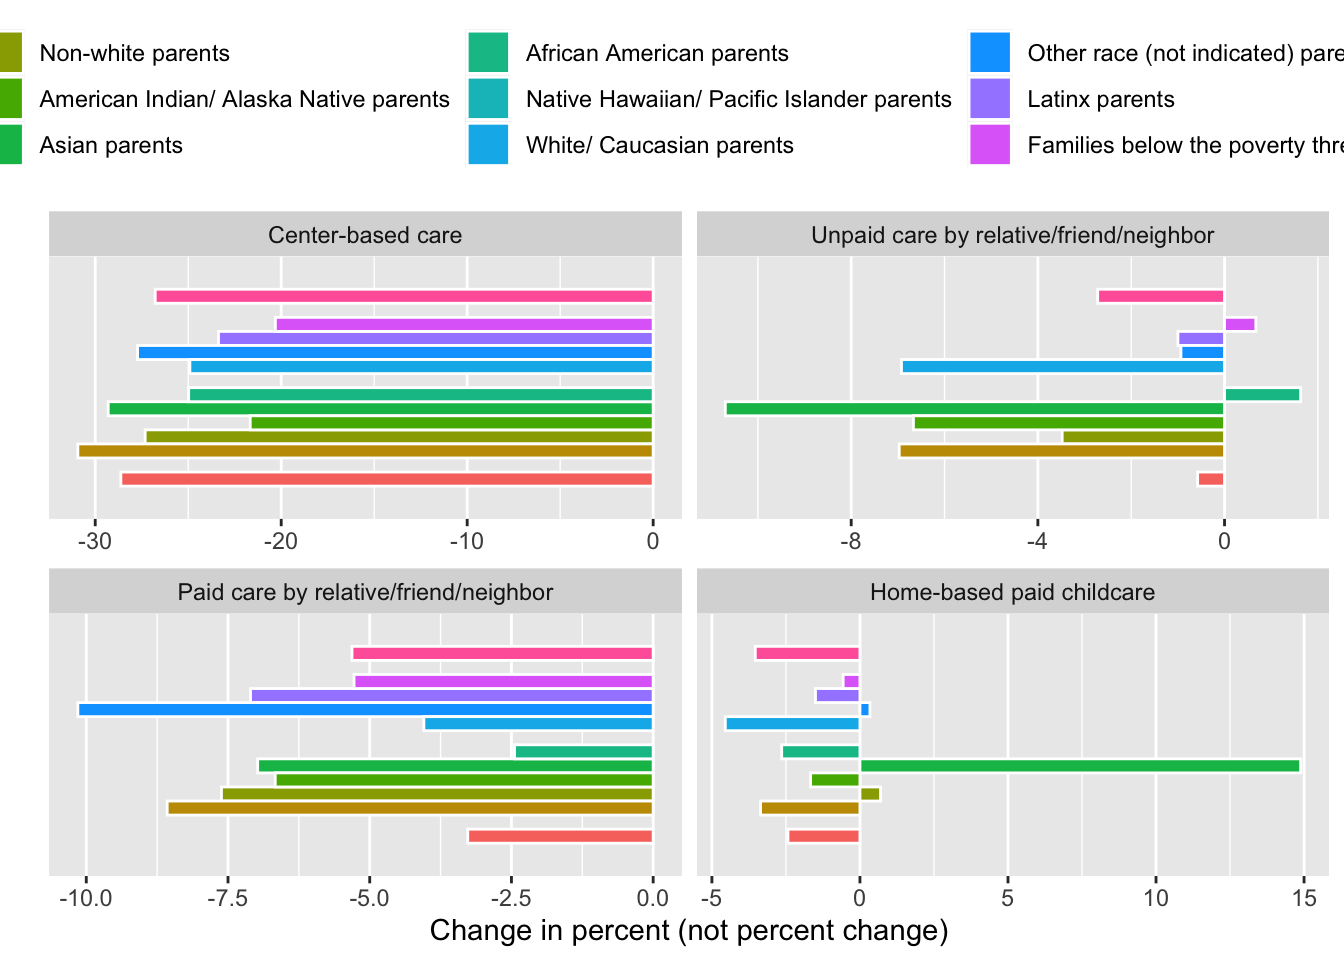 Non-white parents African American parents Other race (not indicated) pare
American Indian/ Alaska Native parents Native Hawaiian/ Pacific Islander parents Latinx parents
Asian parents White/ Caucasian parents Families below the poverty thre
Center-based care Unpaid care by relative/friend/neighbor
-30 -20 -10 0 -8 -4 0
Paid care by relative/friend/neighbor Home-based paid childcare
-10.0 -7.5 -5.0 -2.5 0.0 -5 0 5 10 15
Change in percent (not percent change)